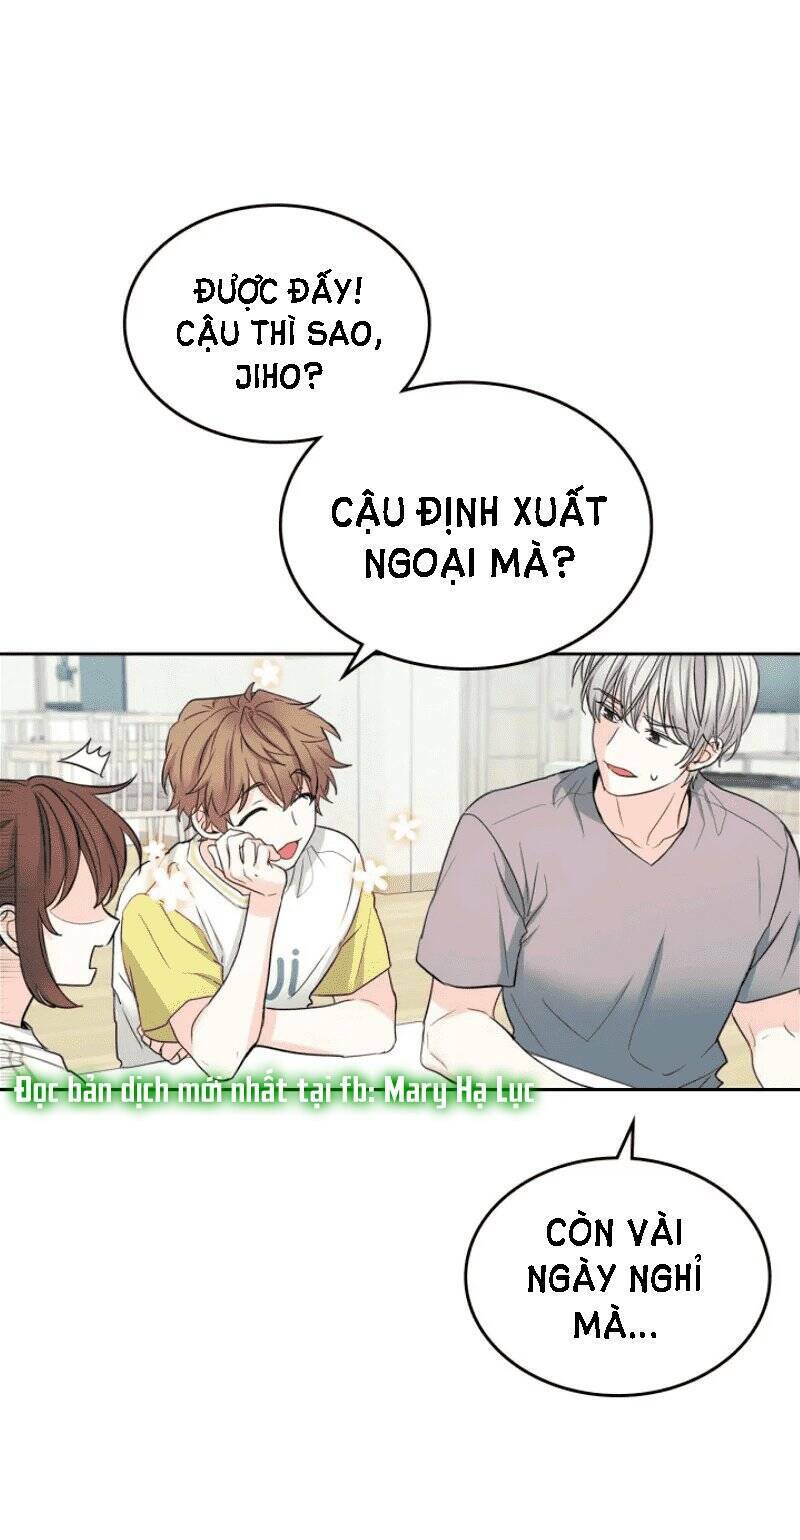 ĐƯỢC ĐẤY!
CẬU THÌ SAO,
JIHO?
CẬU ĐỊNH XUẤT
NGOẠI MÀ?
Đọc bản dịch mới nhất tại fb: Mary Hạ Lục
CÒN VÀI
NGÀY NGHỈ
MÀ...